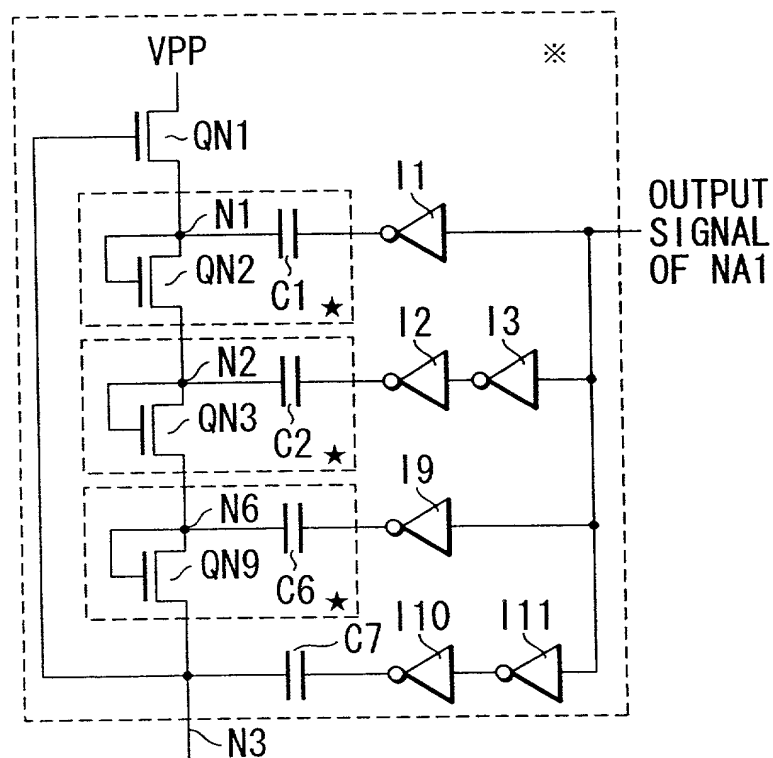 VPP
※
QN1
I1
N1
OUTPUT
SIGNAL
OF NA1
QN2
C1
★
I2
I3
N2
QN3
C2
★
I9
N6
QN9
C6
★
C7
I10
I11
N3